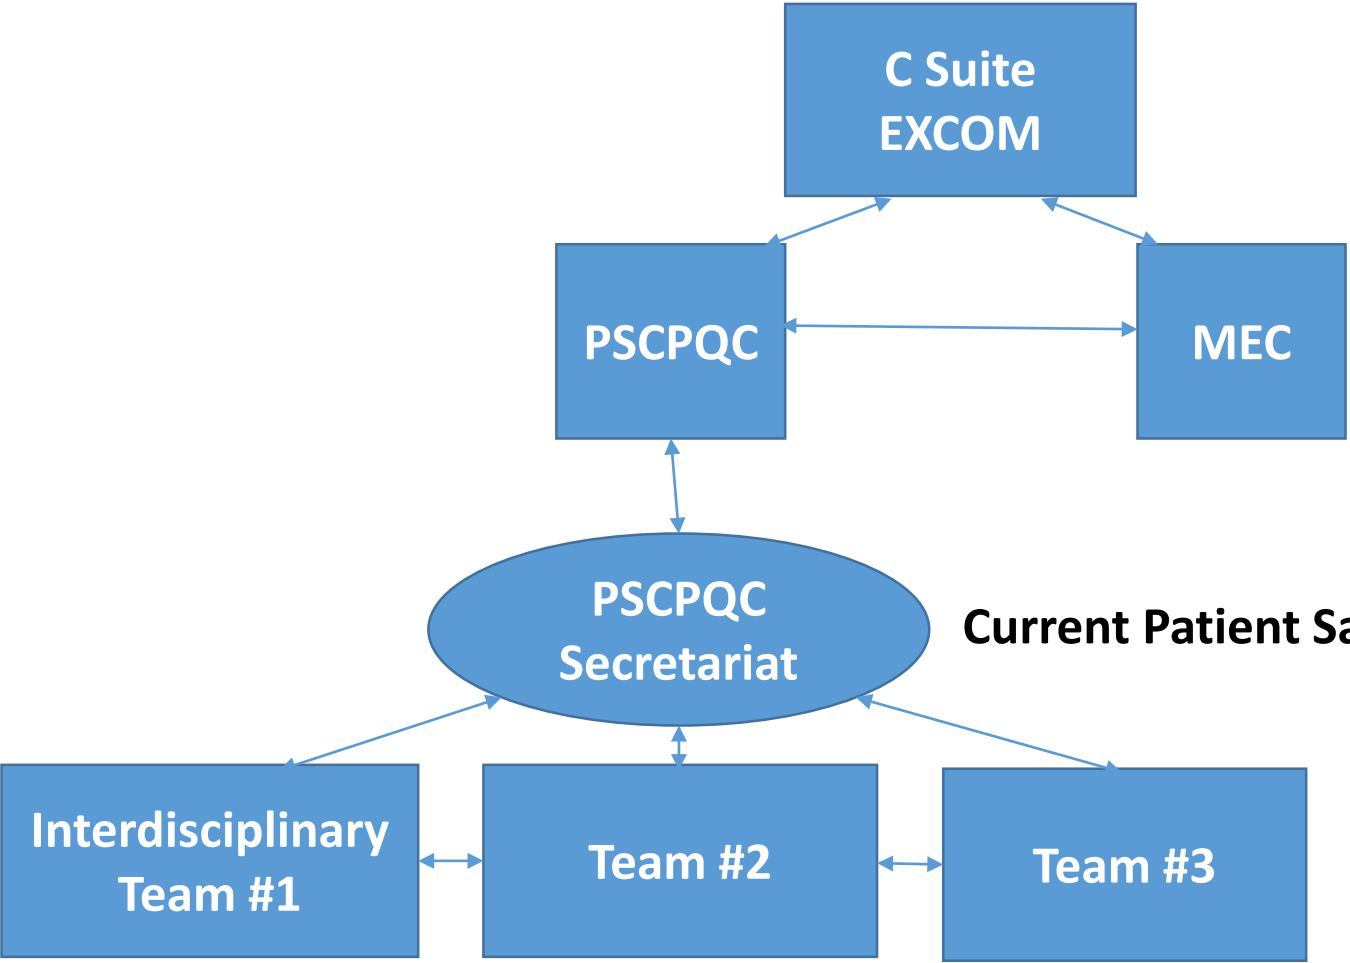 C Suite
EXCOM
PSCPQC
MEC
PSCPQC
Secretariat
Current Patient
Interdisciplinary
Team #1
Team #2
Team #3